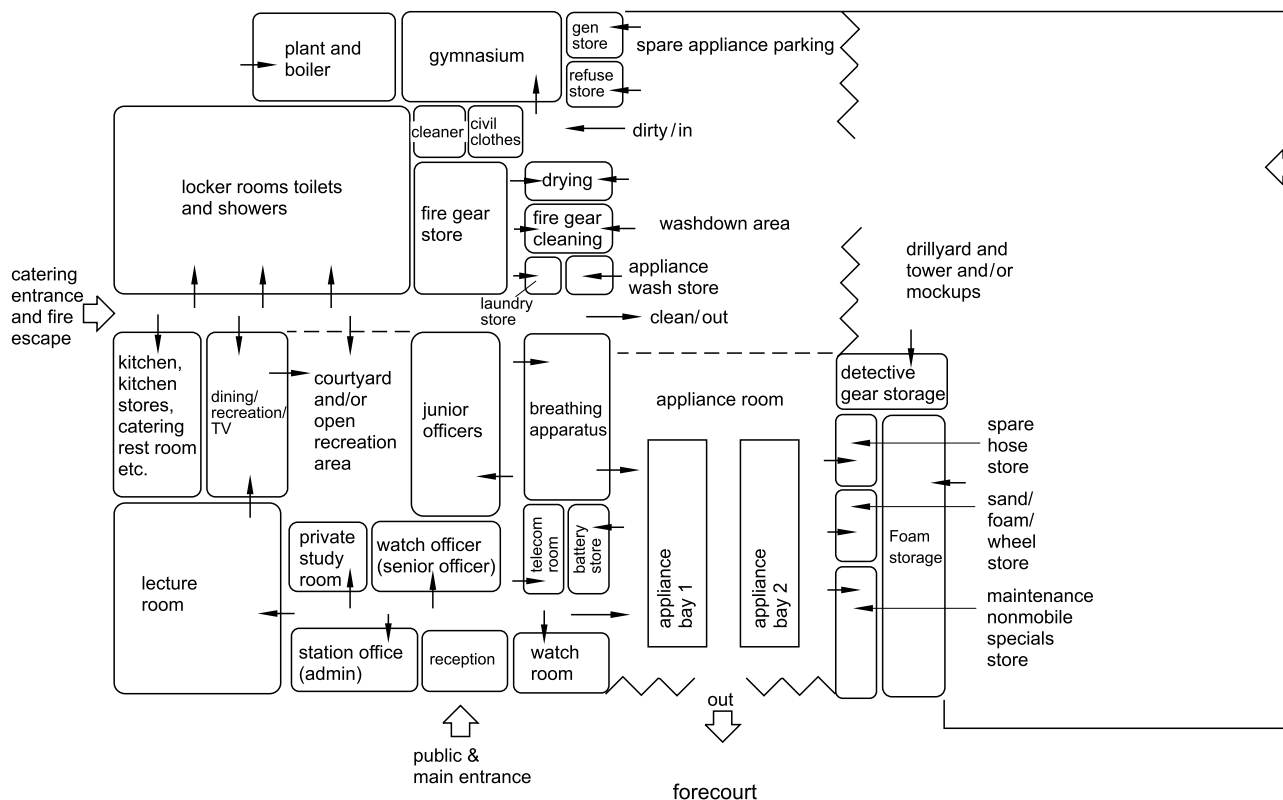 plant and
boiler
gymnasium
gen
store
spare appliance parking
refuse
store
cleaner
civil
clothes
dirty/in
locker rooms toilets
and showers
fire gear
store
drying
fire gear
cleaning
washdown area
appliance
wash store
laundry
store
clean/out
drillyard and
tower and/or
mockups
catering
entrance
and fire
escape
kitchen,
kitchen
stores,
catering
rest room
etc.
dining/
recreation/
TV
courtyard
and/or
open
recreation
area
junior
officers
breathing
apparatus
appliance room
detective
gear storage
spare
hose
store
sand/
foam/
wheel
store
Foam
storage
maintenance
nonmobile
specials
store
lecture
room
private
study
room
watch officer
(senior officer)
telecom
room
battery
store
appliance
bay 1
appliance
bay 2
station office
(admin)
reception
watch
room
out
public &
main entrance
forecourt